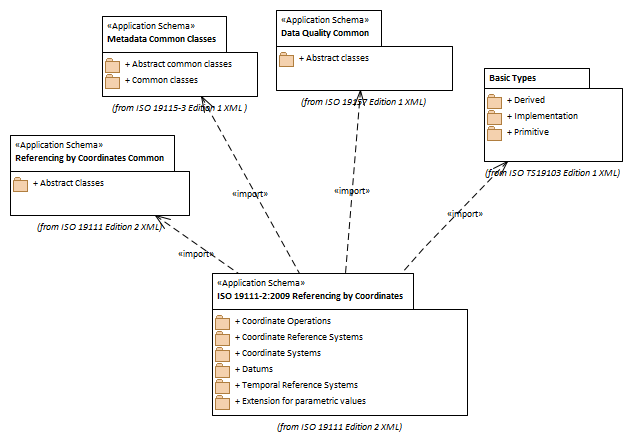 «Application Schema»
Metadata Common Classes
+ Abstract common classes
+ Common classes
(from ISO 19115-3 Edition 1 XML )
«Application Schema»
Data Quality Common
+ Abstract classes
(from ISO 19157 Edition 1 XML)
Basic Types
+ Derived
+ Implementation
+ Primitive
(from ISO TS19103 Edition 1 XML)
«Application Schema»
Referencing by Coordinates Common
+ Abstract Classes
(from ISO 19111 Edition 2 XML)
«import»
«import»
«import»
«import»
«Application Schema»
ISO 19111-2:2009 Referencing by Coordinates
+ Coordinate Operations
+ Coordinate Reference Systems
+ Coordinate Systems
+ Datums
+ Temporal Reference Systems
+ Extension for parametric values
(from ISO 19111 Edition 2 XML)